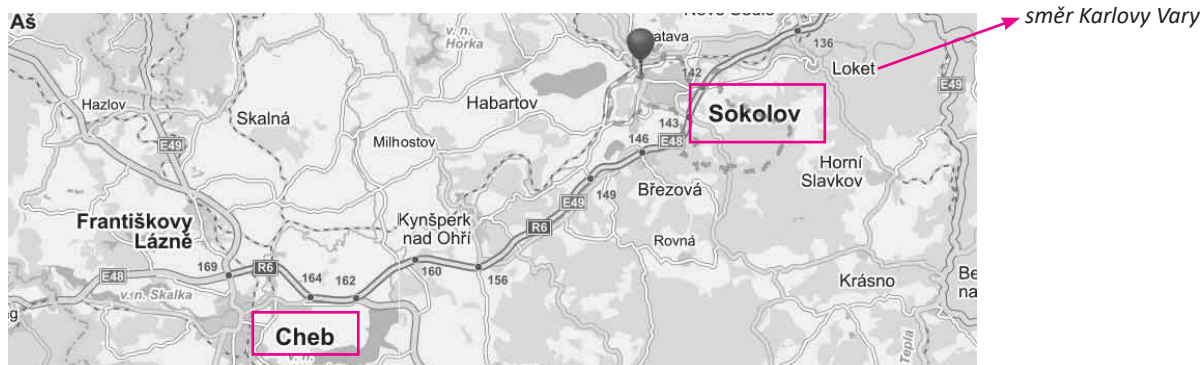 směr Karlovy Vary
Aš
v. n.
Horka
136
Loket
E49
142
Hazlov
Skalná
Habartov
Sokolov
143
Milhostov
146
E48
E49
Horní
Slavkov
149
Březová
E49
Františkovy
Lázně
Kynšperk
nad Ohří
R6
Rovná
169
R6
164
162
160
156
Krásno
E48
v. n. Skalka
Cheb
v. n.
Teplá